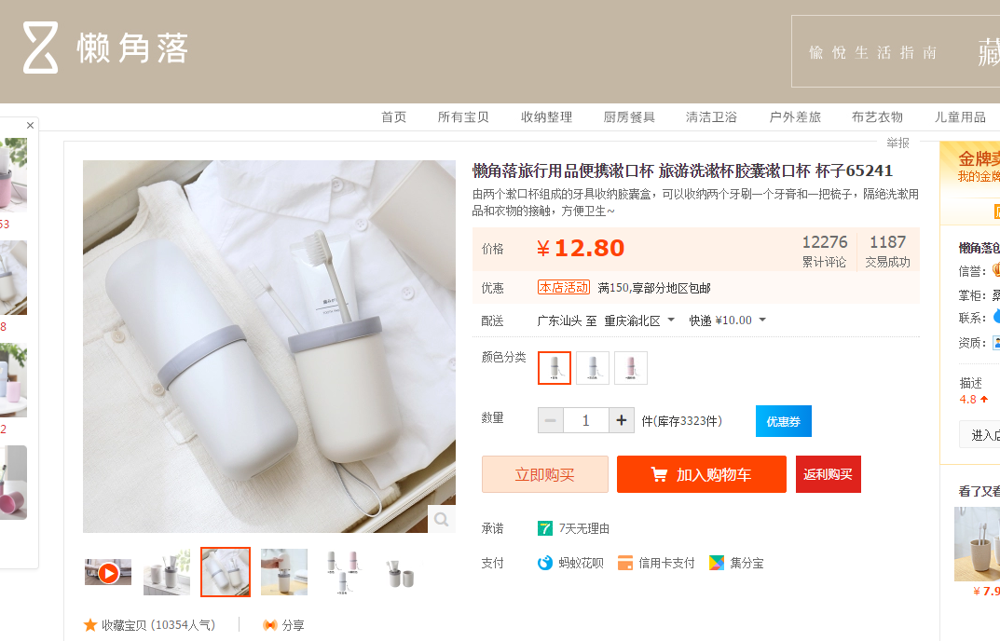 懒角落
愉悦生活指南
藏
首页 所有宝贝 收纳整理 厨房餐具 清洁卫浴 户外差旅 布艺衣物 儿童用品
举报
懒角落旅行用品便携漱口杯 旅游洗漱杯胶囊漱口杯 杯子65241
由两个漱口杯组成的牙具收纳胶囊盒，可以收纳两个牙刷一个牙膏和一把梳子，隔绝洗漱用
品和衣物的接触，方便卫生~
价格 ¥12.80 12276 1187
累计评论 交易成功
优惠 本店活动 满150,享部分地区包邮
配送 广东汕头 至 重庆渝北区 快递 ¥10.00
颜色分类
数量 1 件(库存3323件) 优惠券
立即购买 加入购物车 返利购买
承诺 7天无理由
支付 蚂蚁花呗 信用卡支付 集分宝
收藏宝贝 (10354人气) 分享
53
8
2
金牌卖
我的金牌
懒角落创
信誉：
掌柜：
联系：
资质：
描述
4.8
进入店
看了又看
¥7.9